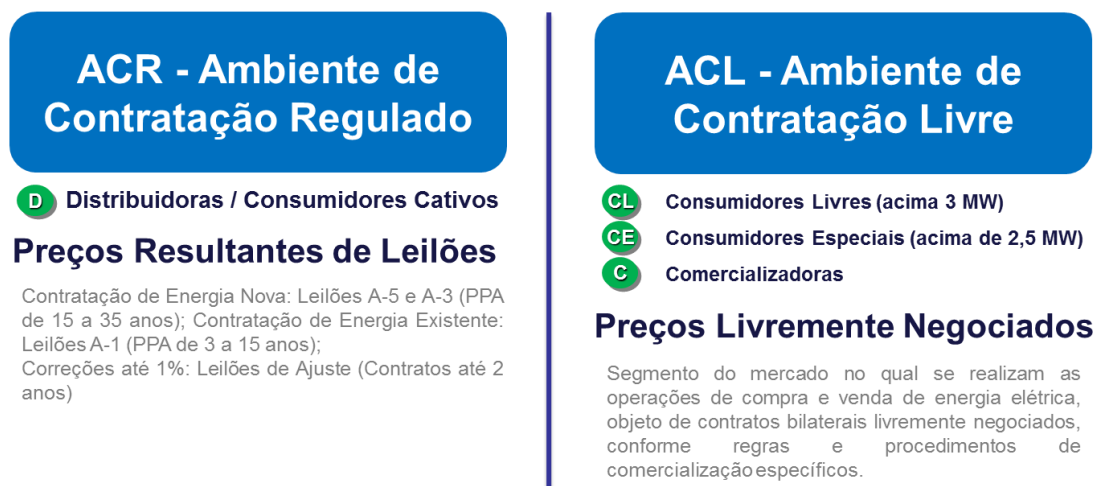 ACR - Ambiente de
Contratação Regulado
D Distribuidoras / Consumidores Cativos
Preços Resultantes de Leilões
Contratação de Energia Nova: Leilões A-5 e A-3 (PPA
de 15 a 35 anos); Contratação de Energia Existente:
Leilões A-1 (PPA de 3 a 15 anos);
Correções até 1%: Leilões de Ajuste (Contratos até 2
anos)
ACL - Ambiente de
Contratação Livre
CL Consumidores Livres (acima 3 MW)
CE Consumidores Especiais (acima de 2,5 MW)
C Comercializadoras
Preços Livremente Negociados
Segmento do mercado no qual se realizam as
operações de compra e venda de energia elétrica,
objeto de contratos bilaterais livremente negociados,
conforme regras e procedimentos de
comercialização específicos.